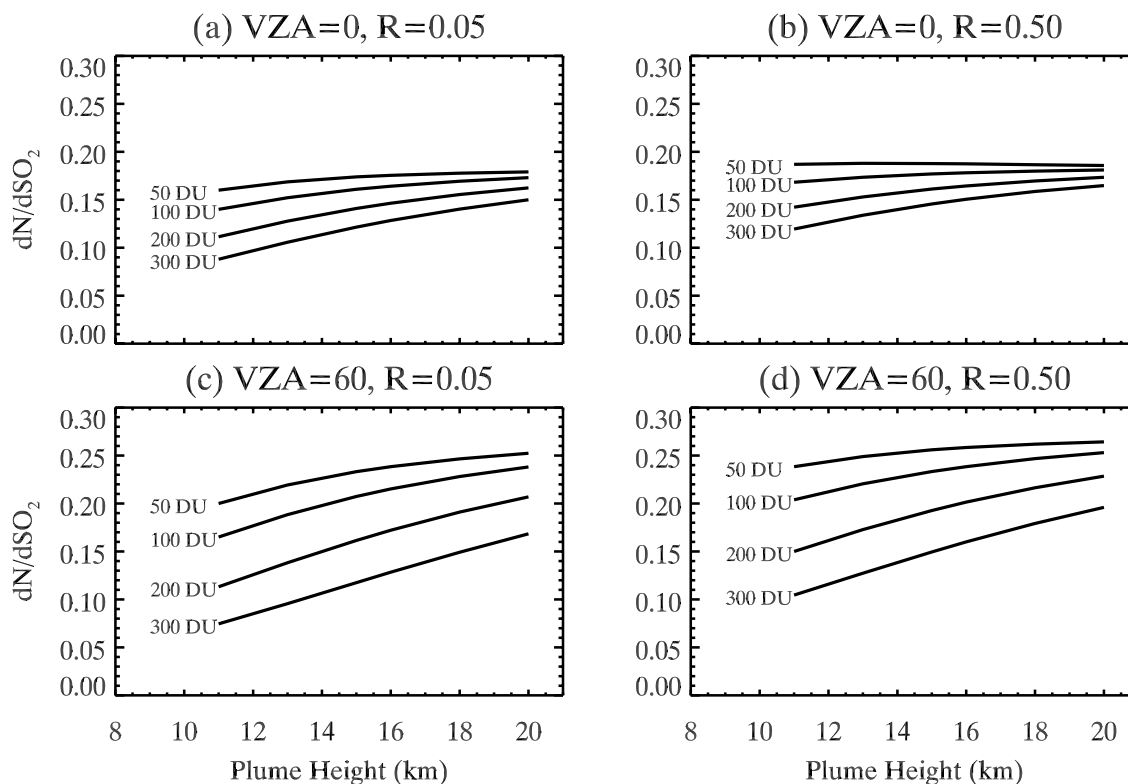 (a) VZA=0, R=0.05
(b) VZA=0, R=0.50
dN/dSO₂
0.30
0.25
0.20
0.15
0.10
0.05
0.00
50 DU
100 DU
200 DU
300 DU
0.30
0.25
0.20
0.15
0.10
0.05
0.00
50 DU
100 DU
200 DU
300 DU
(c) VZA=60, R=0.05
(d) VZA=60, R=0.50
dN/dSO₂
0.30
0.25
0.20
0.15
0.10
0.05
0.00
50 DU
100 DU
200 DU
300 DU
8 10 12 14 16 18 20
Plume Height (km)
0.30
0.25
0.20
0.15
0.10
0.05
0.00
50 DU
100 DU
200 DU
300 DU
8 10 12 14 16 18 20
Plume Height (km)